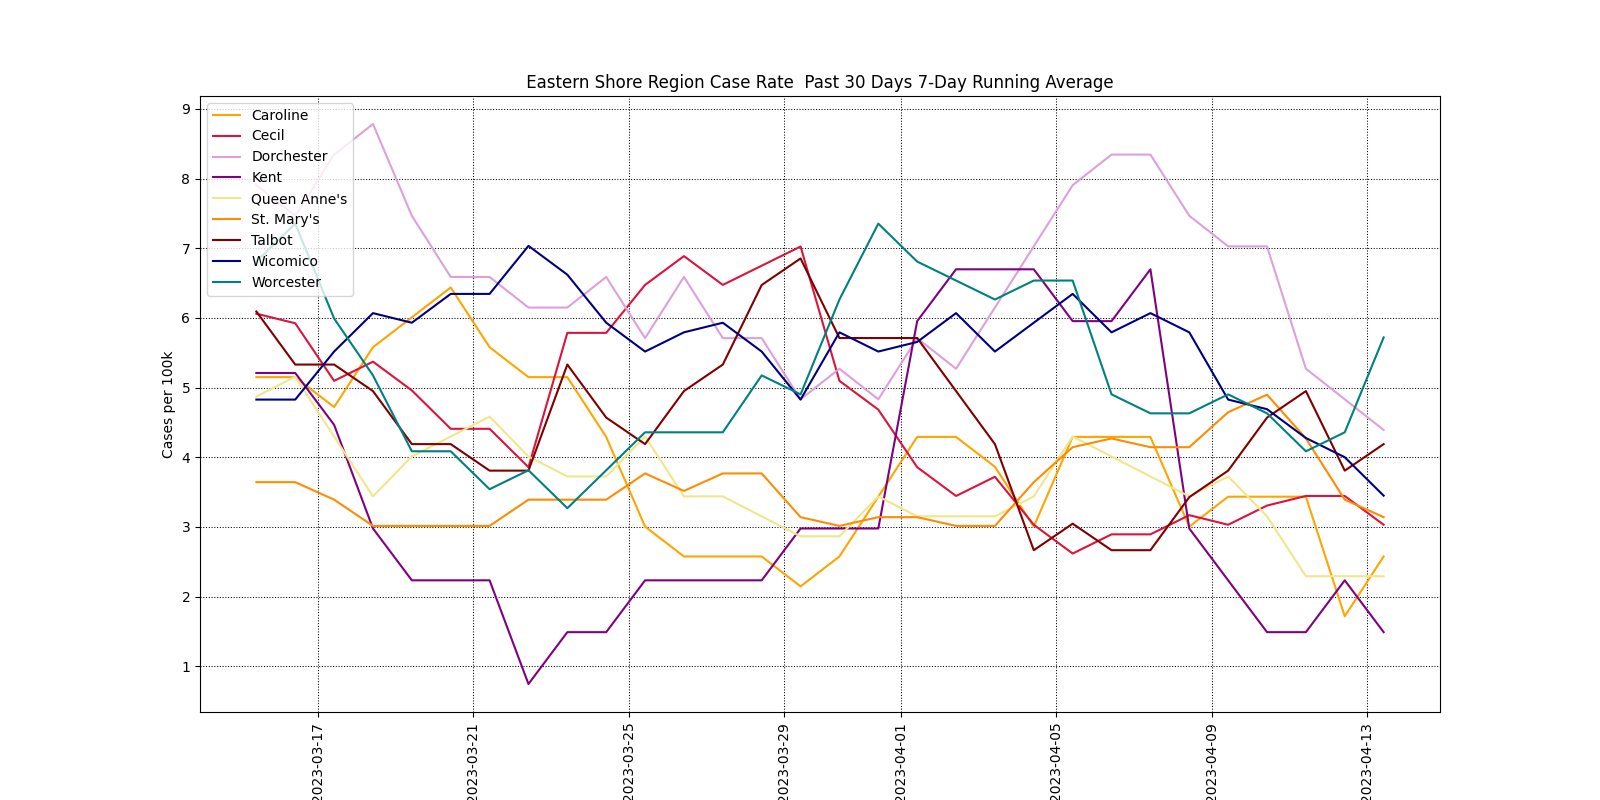 Eastern Shore Region Case Rate  Past 30 Days 7-Day Running Average
Cases per 100k
9
8
7
6
5
4
3
2
1
Caroline
Cecil
Dorchester
Kent
Queen Anne's
St. Mary's
Talbot
Wicomico
Worcester
2023-03-17
2023-03-21
2023-03-25
2023-03-29
2023-04-01
2023-04-05
2023-04-09
2023-04-13